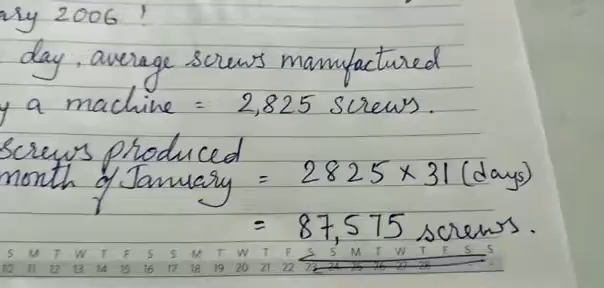 ary 2006 !
day, average screws manufactured
y a machine = 2,825 screws.
screws produced
month of January = 2825 × 31 (days)
= 87,575 screws.
S M T W T F S S M T W T F S S M T W T F S S
11 12 13 14 15 16 17 18 19 20 21 22 23 24 25 26 27 28